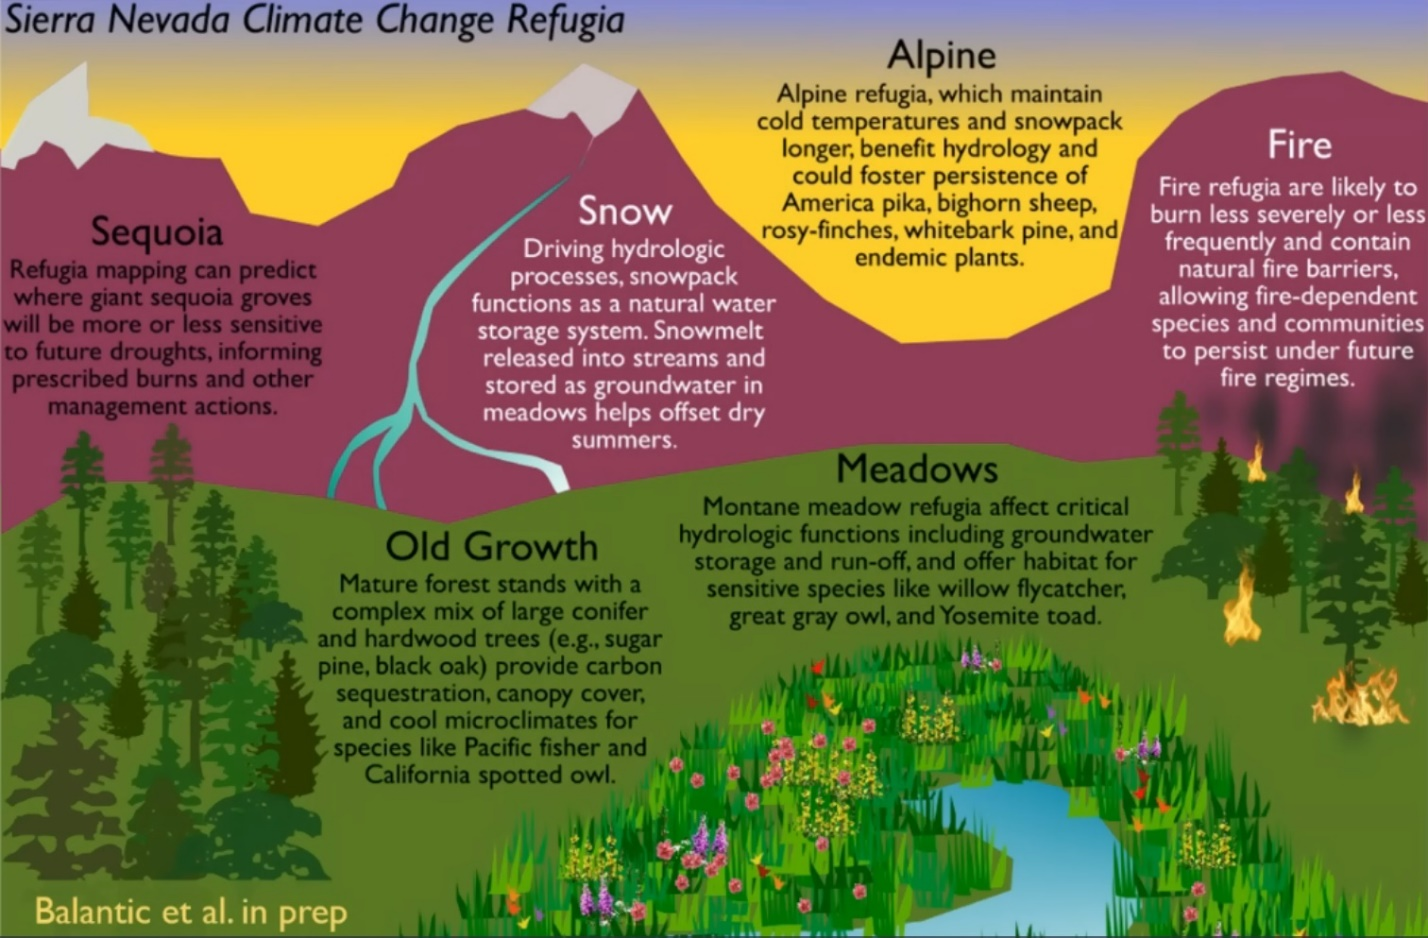 Sierra Nevada Climate Change Refugia
Alpine
Alpine refugia, which maintain
cold temperatures and snowpack
longer, benefit hydrology and
could foster persistence of
America pika, bighorn sheep,
rosy-finches, whitebark pine, and
endemic plants.
Fire
Fire refugia are likely to
burn less severely or less
frequently and contain
natural fire barriers,
allowing fire-dependent
species and communities
to persist under future
fire regimes.
Sequoia
Refugia mapping can predict
where giant sequoia groves
will be more or less sensitive
to future droughts, informing
prescribed burns and other
management actions.
Snow
Driving hydrologic
processes, snowpack
functions as a natural water
storage system. Snowmelt
released into streams and
stored as groundwater in
meadows helps offset dry
summers.
Meadows
Montane meadow refugia affect critical
hydrologic functions including groundwater
storage and run-off, and offer habitat for
sensitive species like willow flycatcher,
great gray owl, and Yosemite toad.
Old Growth
Mature forest stands with a
complex mix of large conifer
and hardwood trees (e.g., sugar
pine, black oak) provide carbon
sequestration, canopy cover,
and cool microclimates for
species like Pacific fisher and
California spotted owl.
Balantic et al. in prep